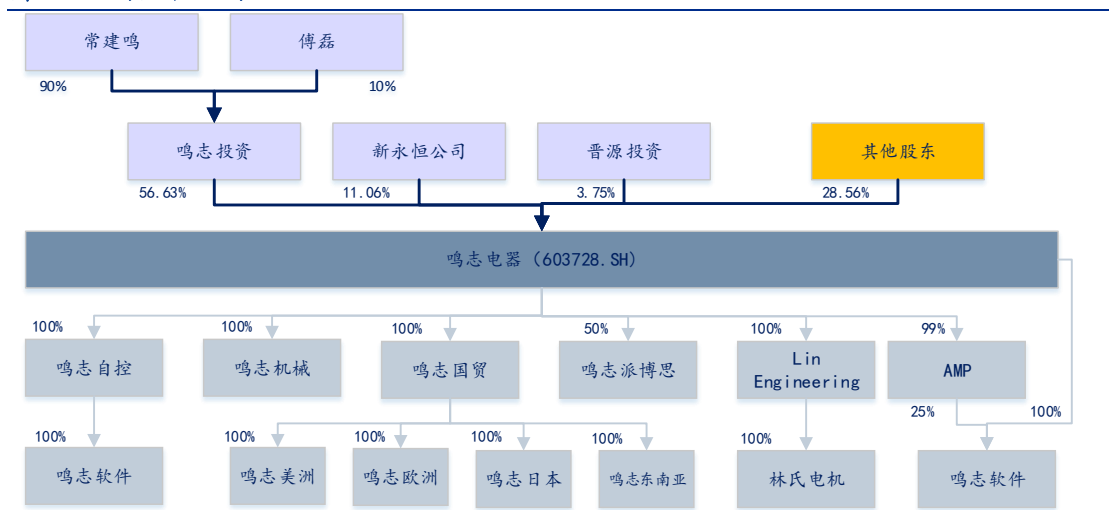 常建鸣
傅磊
90%
10%
鸣志投资
新永恒公司
晋源投资
其他股东
56.63%
11.06%
3.75%
28.56%
鸣志电器（603728.SH）
100%
100%
100%
50%
100%
99%
鸣志自控
鸣志机械
鸣志国贸
鸣志派博思
Lin
Engineering
AMP
25%
100%
100%
100%
100%
100%
100%
100%
鸣志软件
鸣志美洲
鸣志欧洲
鸣志日本
鸣志东南亚
林氏电机
鸣志软件